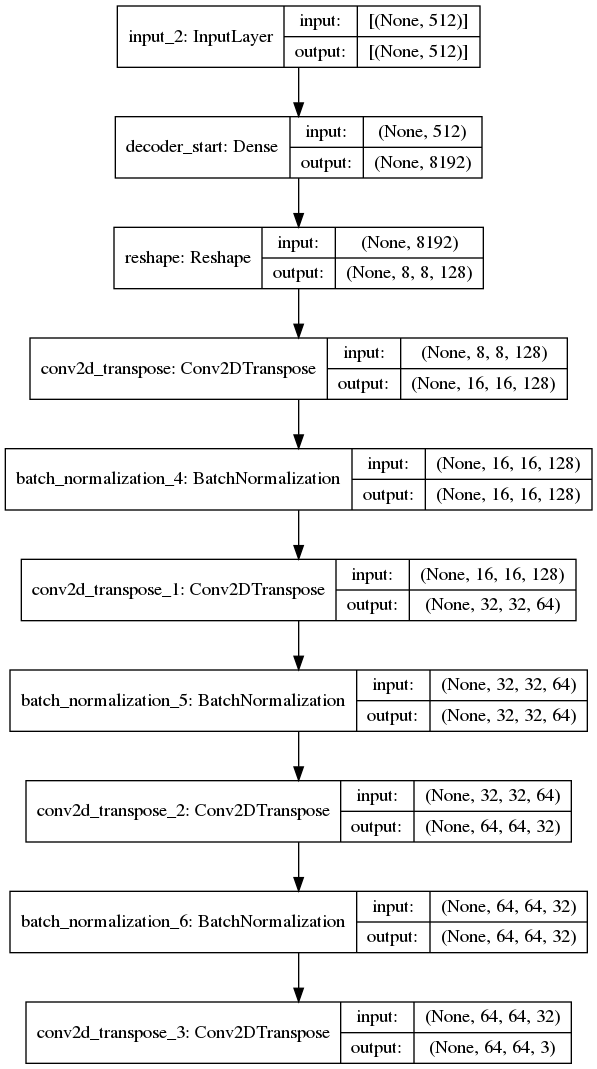 input_2: InputLayer
input:
[(None, 512)]
output:
[(None, 512)]
decoder_start: Dense
input:
(None, 512)
output:
(None, 8192)
reshape: Reshape
input:
(None, 8192)
output:
(None, 8, 8, 128)
conv2d_transpose: Conv2DTranspose
input:
(None, 8, 8, 128)
output:
(None, 16, 16, 128)
batch_normalization_4: BatchNormalization
input:
(None, 16, 16, 128)
output:
(None, 16, 16, 128)
conv2d_transpose_1: Conv2DTranspose
input:
(None, 16, 16, 128)
output:
(None, 32, 32, 64)
batch_normalization_5: BatchNormalization
input:
(None, 32, 32, 64)
output:
(None, 32, 32, 64)
conv2d_transpose_2: Conv2DTranspose
input:
(None, 32, 32, 64)
output:
(None, 64, 64, 32)
batch_normalization_6: BatchNormalization
input:
(None, 64, 64, 32)
output:
(None, 64, 64, 32)
conv2d_transpose_3: Conv2DTranspose
input:
(None, 64, 64, 32)
output:
(None, 64, 64, 3)